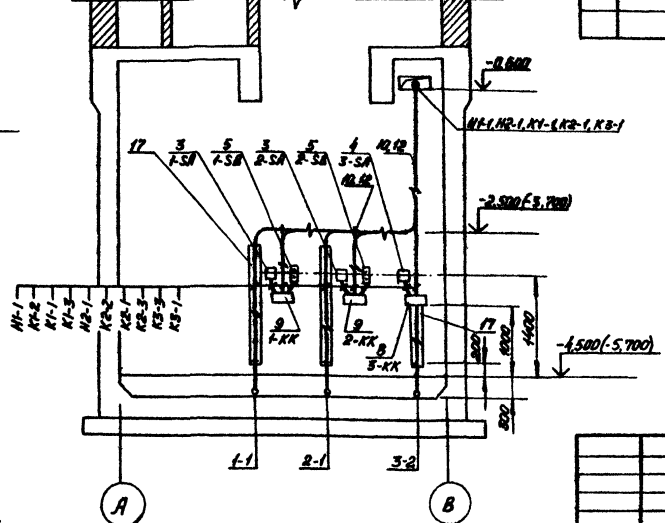 -0,600
Н1-1, Н2-1, К1-1, К2-1, К3-1
17
3
1-SA
5
1-SB
3
2-SA
5
2-SB
4
3-SA
10,12
10,12
-2,500(-3,700)
Н1-1
К1-2
К1-1
К1-3
Н2-1
К2-2
К2-1
К2-3
К3-3
К3-1
9
1-КК
9
2-КК
8
3-КК
17
200
1000
1400
500
-4,500(-5,700)
1-1
2-1
3-2
А
В